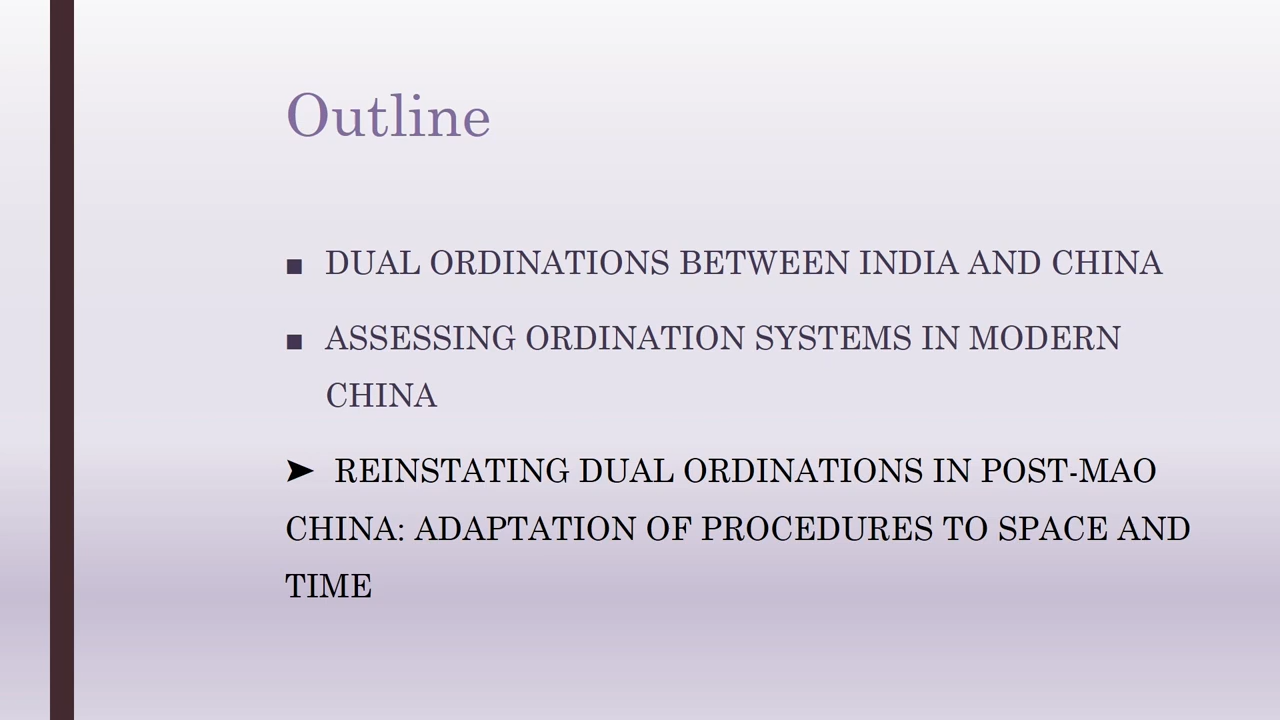 Outline
■ DUAL ORDINATIONS BETWEEN INDIA AND CHINA
■ ASSESSING ORDINATION SYSTEMS IN MODERN
CHINA
➤ REINSTATING DUAL ORDINATIONS IN POST-MAO
CHINA: ADAPTATION OF PROCEDURES TO SPACE AND
TIME